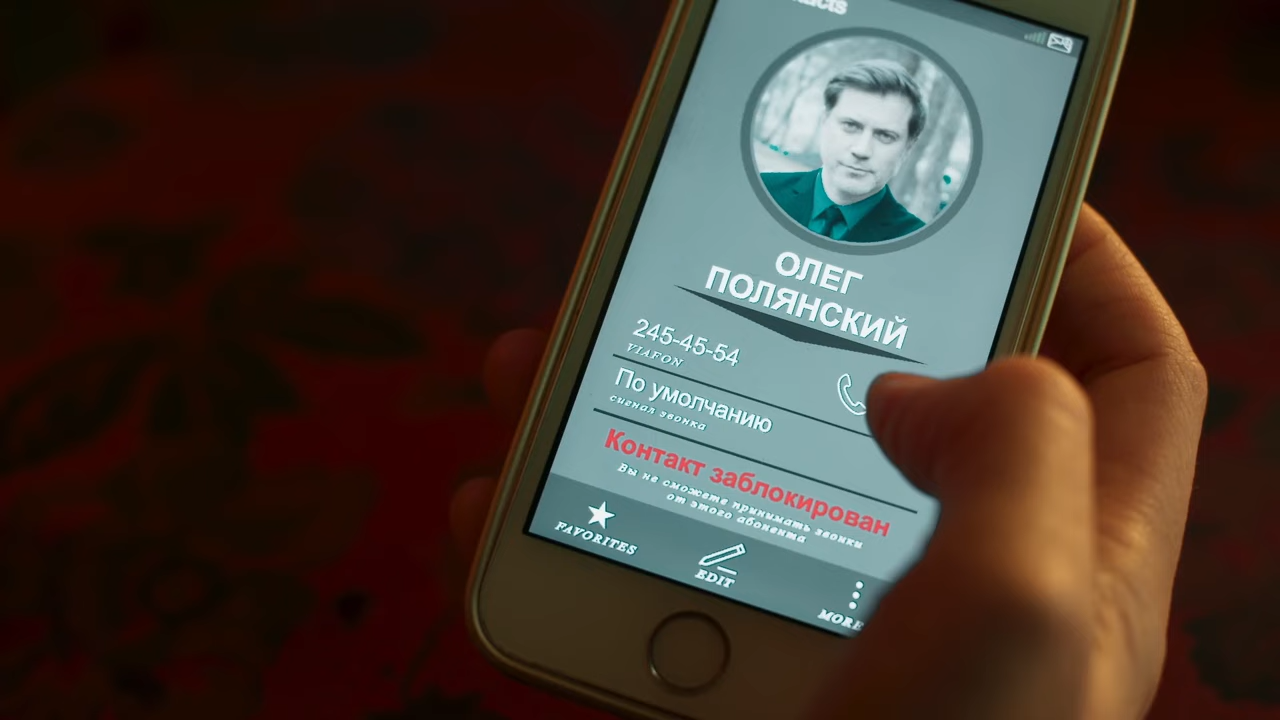 ОЛЕГ
ПОЛЯНСКИЙ
245-45-54
VIAFON
По умолчанию
сигнал звонка
Контакт заблокирован
Вы не сможете принимать звонки
от этого абонента
FAVORITES
EDIT
MORE